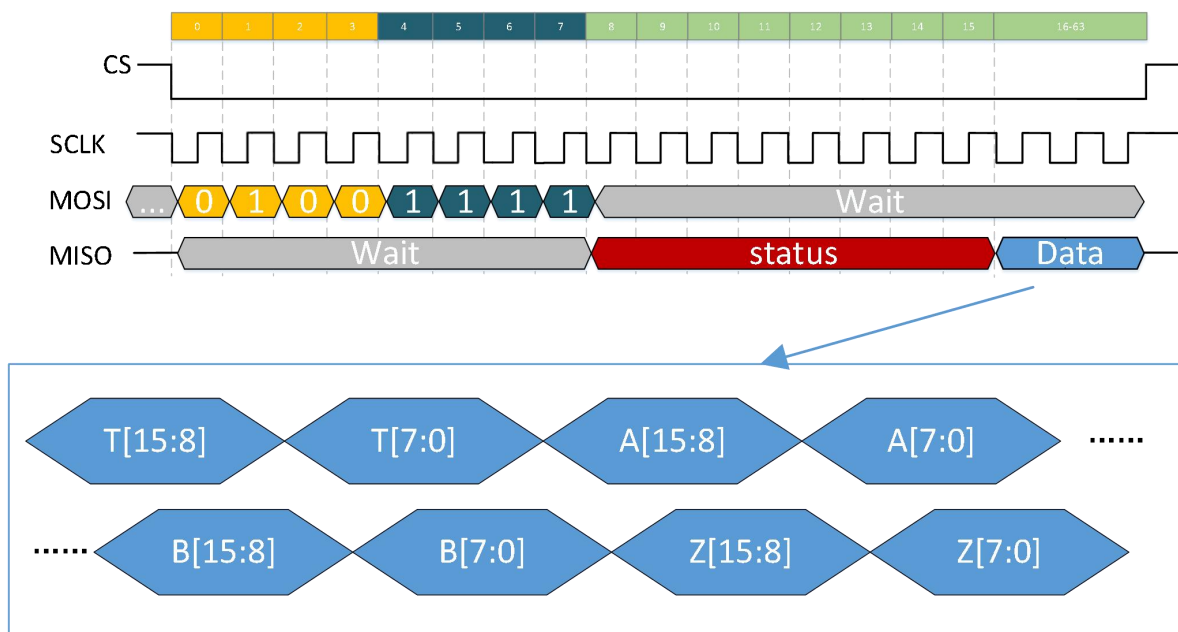 0 1 2 3 4 5 6 7 8 9 10 11 12 13 14 15 16-63
CS
SCLK
MOSI ... 0 1 0 0 1 1 1 1 Wait
MISO Wait status Data
T[15:8] T[7:0] A[15:8] A[7:0] ......
...... B[15:8] B[7:0] Z[15:8] Z[7:0]